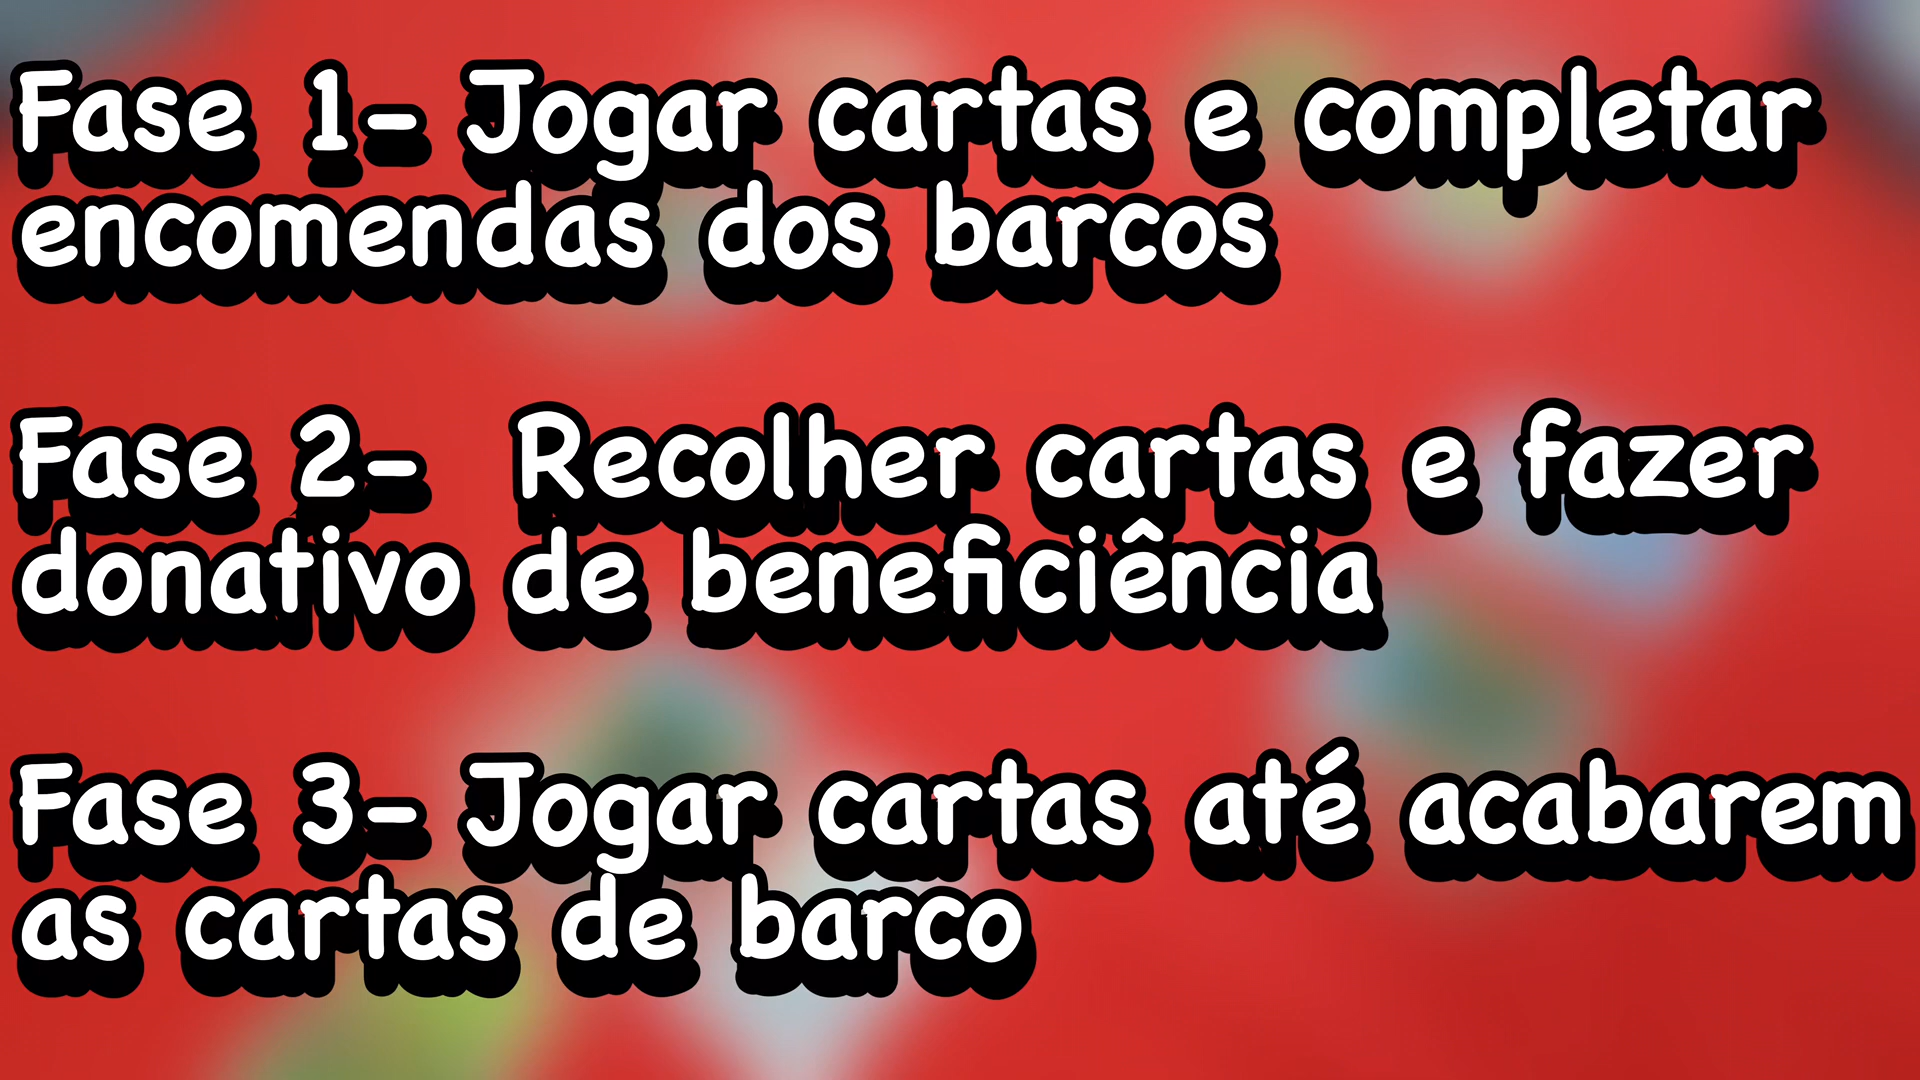 Fase 1- Jogar cartas e completar
encomendas dos barcos
Fase 2- Recolher cartas e fazer
donativo de beneficiência
Fase 3- Jogar cartas até acabarem
as cartas de barco